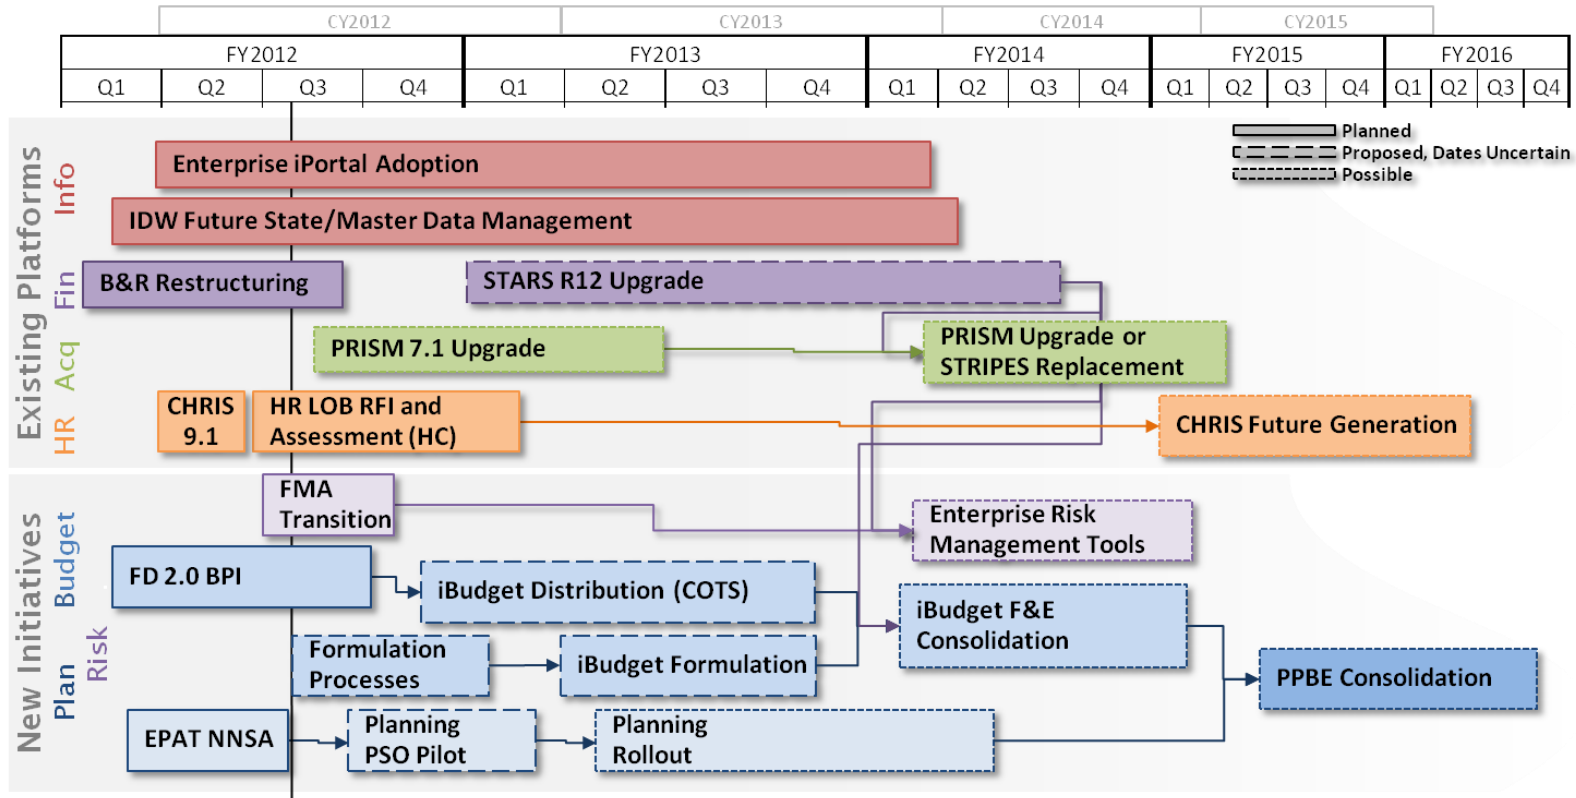 CY2012 CY2013 CY2014 CY2015
FY2012 FY2013 FY2014 FY2015 FY2016
Q1 Q2 Q3 Q4 Q1 Q2 Q3 Q4 Q1 Q2 Q3 Q4 Q1 Q2 Q3 Q4 Q1 Q2 Q3 Q4
Planned
Proposed, Dates Uncertain
Possible
Existing Platforms
Info
Enterprise iPortal Adoption
IDW Future State/Master Data Management
Fin
B&R Restructuring
STARS R12 Upgrade
Acq
PRISM 7.1 Upgrade
PRISM Upgrade or
STRIPES Replacement
HR
CHRIS
9.1
HR LOB RFI and
Assessment (HC)
CHRIS Future Generation
New Initiatives
Budget
Risk
Plan
FMA
Transition
Enterprise Risk
Management Tools
FD 2.0 BPI
iBudget Distribution (COTS)
iBudget F&E
Consolidation
Formulation
Processes
iBudget Formulation
PPBE Consolidation
EPAT NNSA
Planning
PSO Pilot
Planning
Rollout